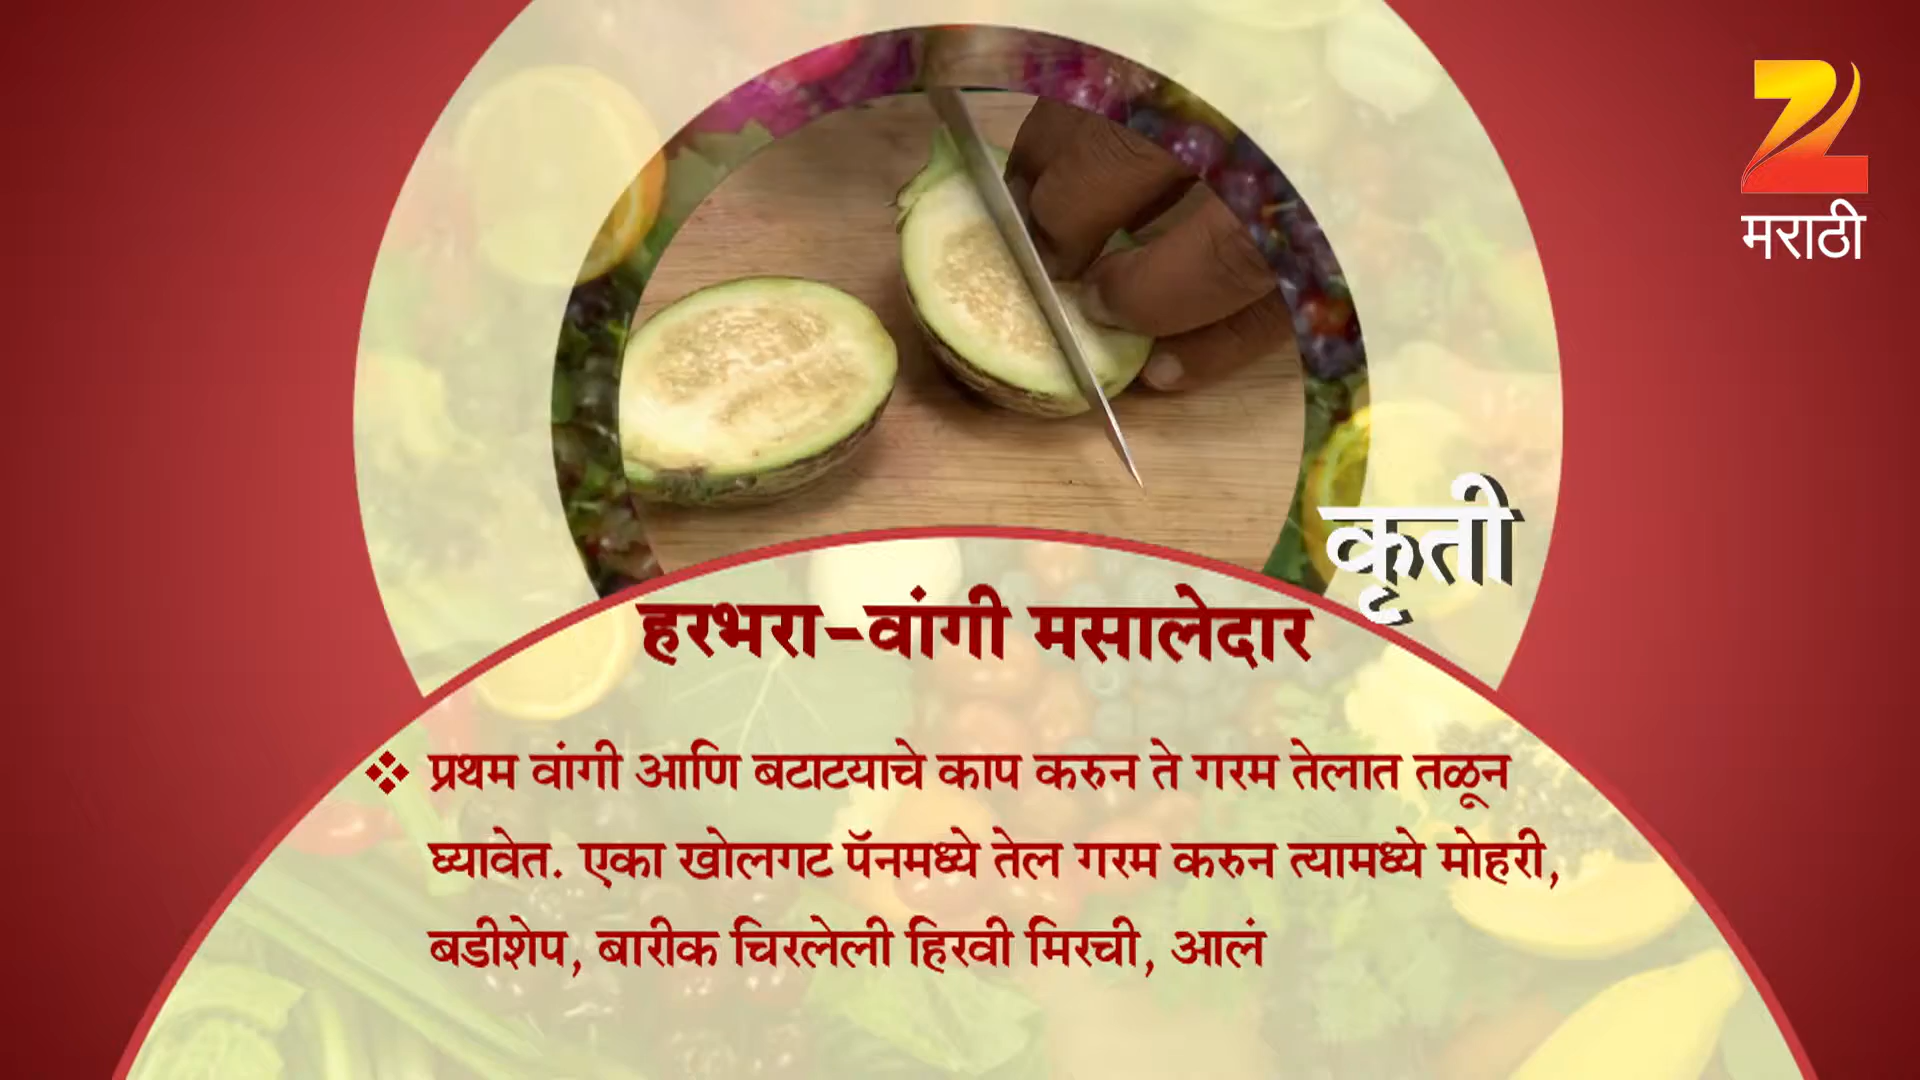 मराठी
कृती
हरभरा-वांगी मसालेदार
❖ प्रथम वांगी आणि बटाटयाचे काप करुन ते गरम तेलात तळून
घ्यावेत. एका खोलगट पॅनमध्ये तेल गरम करुन त्यामध्ये मोहरी,
बडीशेप, बारीक चिरलेली हिरवी मिरची, आलं